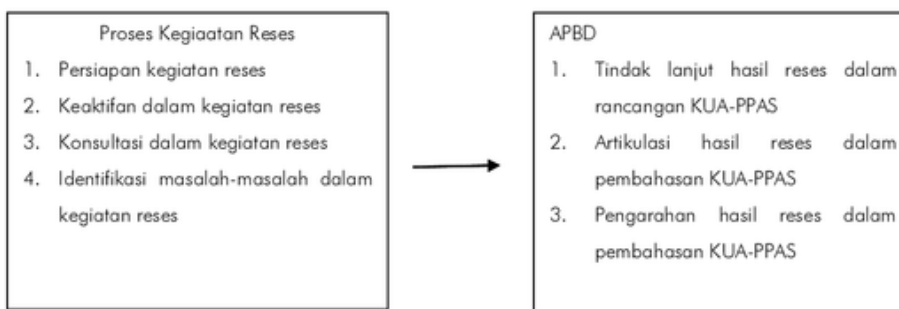 Proses Kegiaatan Reses
1. Persiapan kegiatan reses
2. Keaktifan dalam kegiatan reses
3. Konsultasi dalam kegiatan reses
4. Identifikasi masalah-masalah dalam
kegiatan reses
APBD
1. Tindak lanjut hasil reses dalam
rancangan KUA-PPAS
2. Artikulasi hasil reses dalam
pembahasan KUA-PPAS
3. Pengarahan hasil reses dalam
pembahasan KUA-PPAS